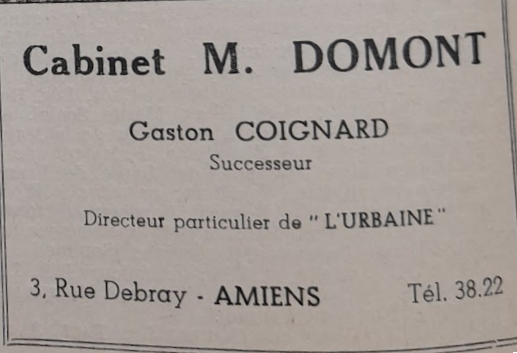 Cabinet M. DOMONT
Gaston COIGNARD
Successeur
Directeur particulier de " L'URBAINE "
3, Rue Debray - AMIENS Tél. 38.22